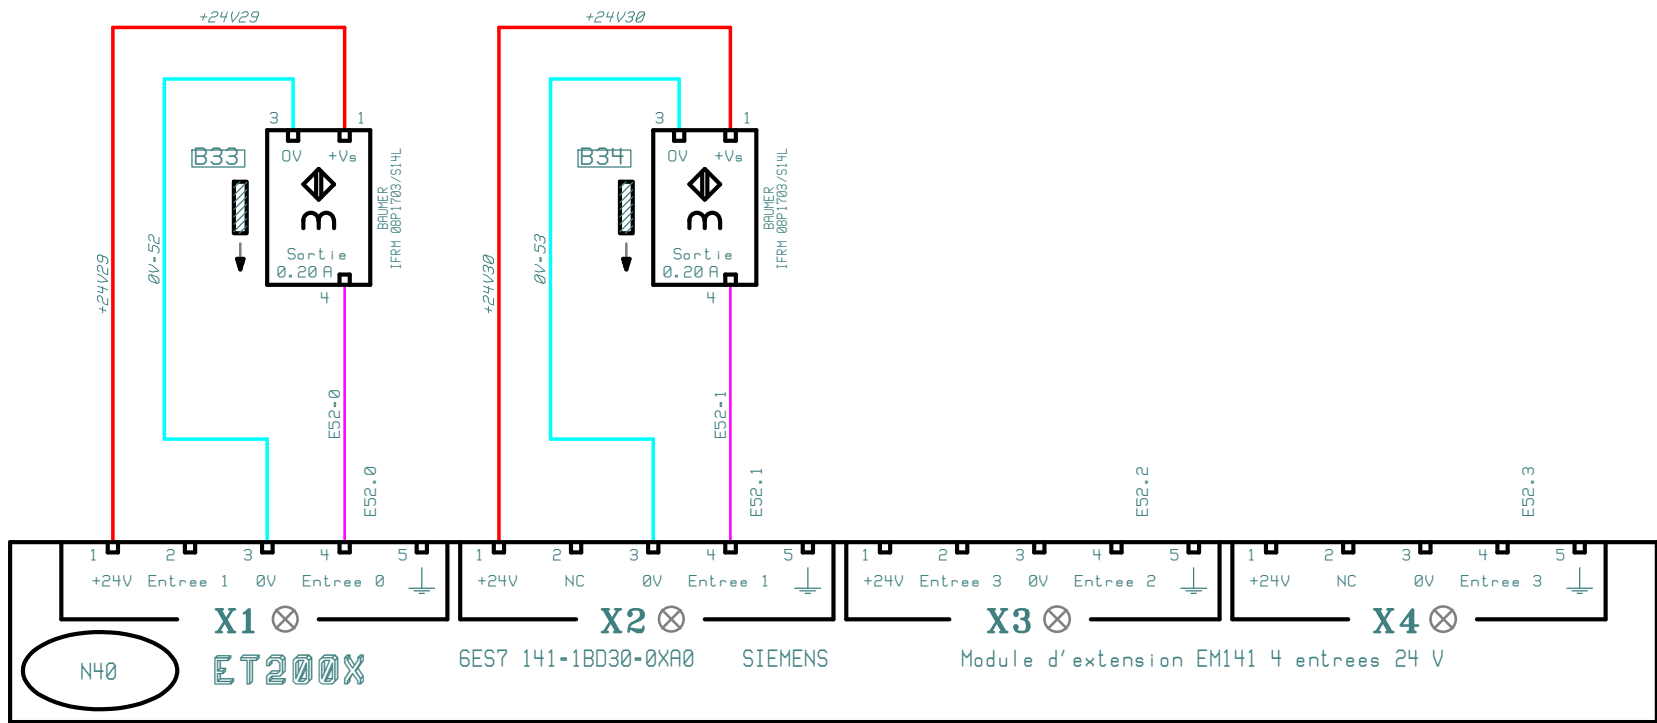 +24V29
+24V30
3 1
3 1
B33
0V +Vs
BAUMER
IFRM 08P1703/S14L
B34
0V +Vs
BAUMER
IFRM 08P1703/S14L
Sortie
0.20 A
4
Sortie
0.20 A
4
+24V29
0V-52
+24V30
0V-53
E52-0
E52-1
E52.0
E52.1
E52.2
E52.3
1 2 3 4 5
1 2 3 4 5
1 2 3 4 5
1 2 3 4 5
+24V Entree 1 0V Entree 0
+24V NC 0V Entree 1
+24V Entree 3 0V Entree 2
+24V NC 0V Entree 3
X1
X2
X3
X4
N40
ET200X
6ES7 141-1BD30-0XA0 SIEMENS
Module d'extension EM141 4 entrees 24 V